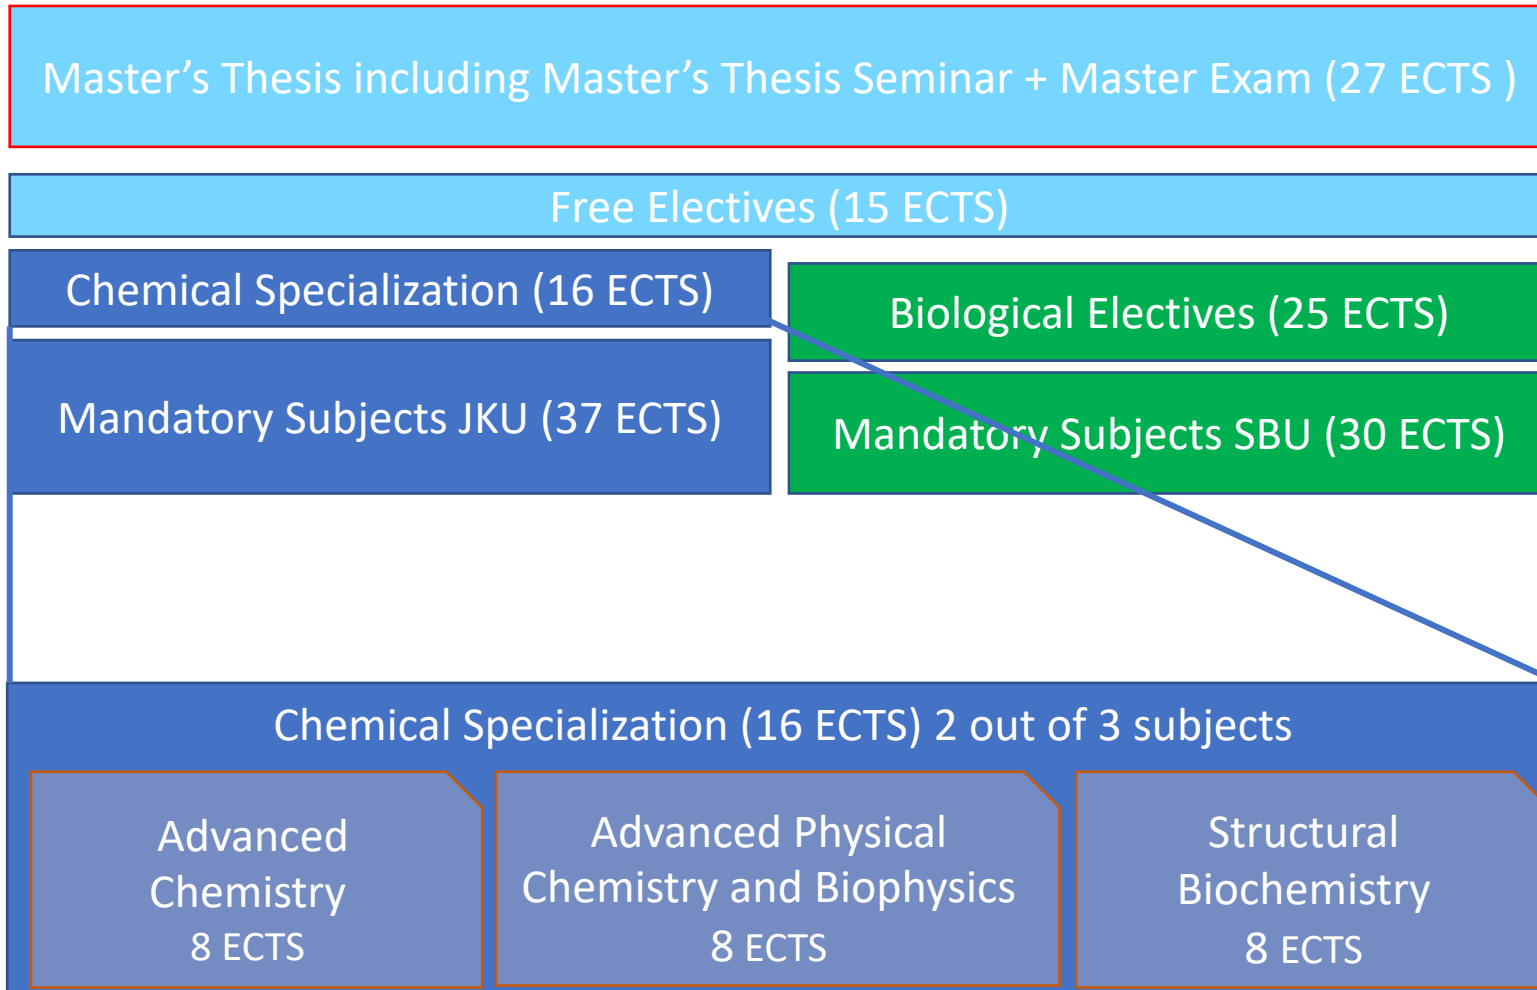 Master’s Thesis including Master’s Thesis Seminar + Master Exam (27 ECTS )
Free Electives (15 ECTS)
Chemical Specialization (16 ECTS)
Biological Electives (25 ECTS)
Mandatory Subjects JKU (37 ECTS)
Mandatory Subjects SBU (30 ECTS)
Chemical Specialization (16 ECTS) 2 out of 3 subjects
Advanced
Chemistry
8 ECTS
Advanced Physical
Chemistry and Biophysics
8 ECTS
Structural
Biochemistry
8 ECTS